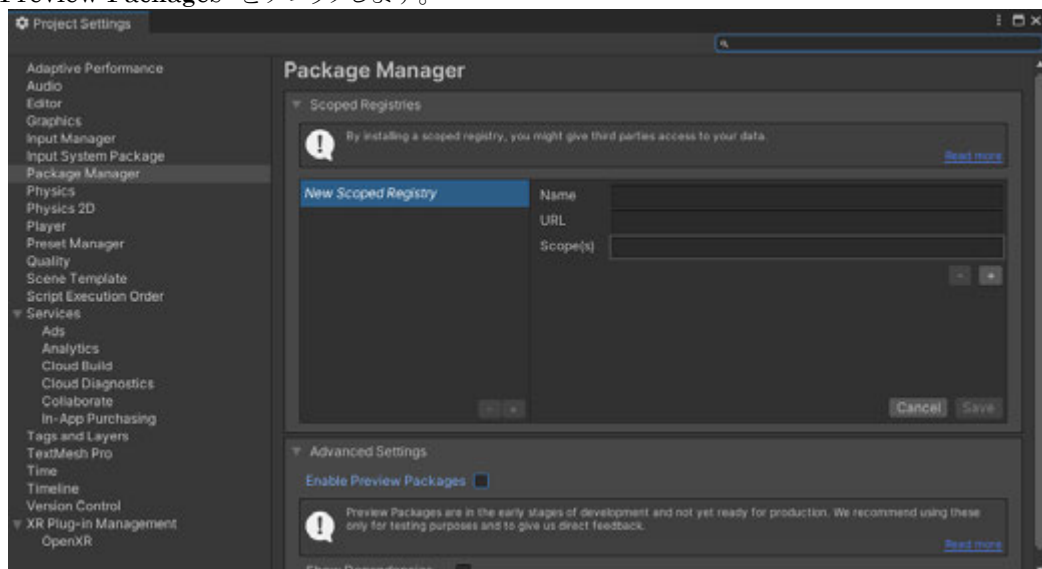 Preview Packages" をチェックします。
Project Settings
Adaptive Performance
Audio
Editor
Graphics
Input Manager
Input System Package
Package Manager
Physics
Physics 2D
Player
Preset Manager
Quality
Scene Template
Script Execution Order
Services
Ads
Analytics
Cloud Build
Cloud Diagnostics
Collaborate
In-App Purchasing
Tags and Layers
TextMesh Pro
Time
Timeline
Version Control
XR Plug-in Management
OpenXR
Package Manager
Scoped Registries
By installing a scoped registry, you might give third parties access to your data.
Read more
New Scoped Registry
Name
URL
Scope(s)
Cancel Save
Advanced Settings
Enable Preview Packages
Preview Packages are in the early stages of development and not yet ready for production. We recommend using these
only for testing purposes and to give us direct feedback.
Read more
Show Dependencies